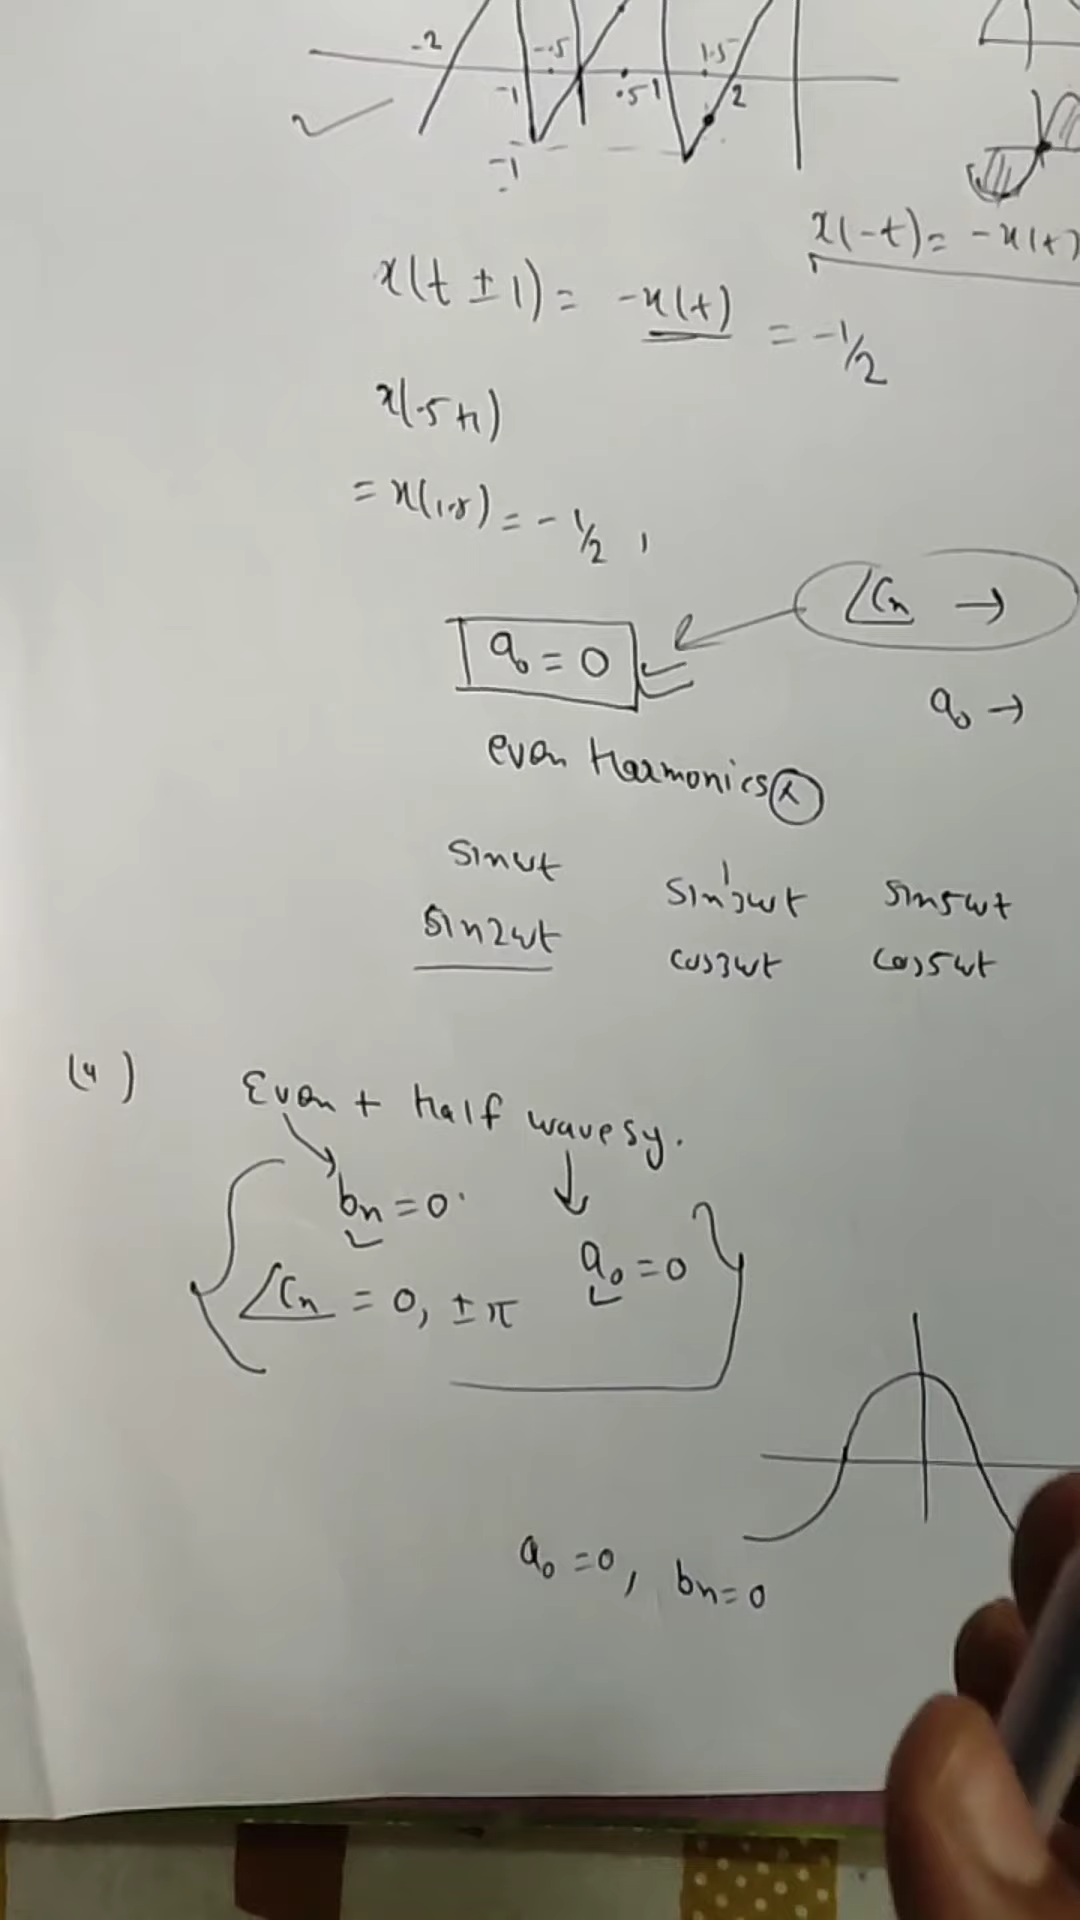 -2 -.5 1.5
-1 .5 1 2
-1
x(-t) = -x(t)
x(t ± 1) = -x(t) = -1/2
x(.5+1)
= x(1.5) = -1/2,
∠Cn →
a0 = 0
a0 →
even Harmonics
sinωt sin3ωt sin5ωt
sin2ωt cos3ωt cos5ωt
(4) Even + Half wave sy.
bn = 0
a0 = 0
∠Cn = 0, ±π
a0 = 0, bn = 0